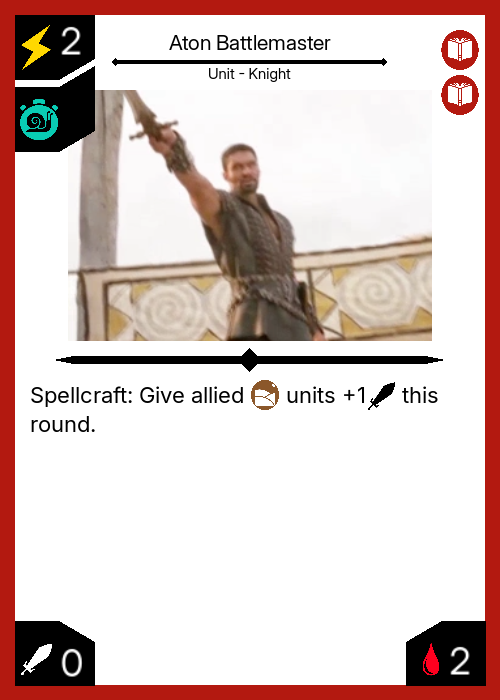 2
Aton Battlemaster
Unit - Knight
Spellcraft: Give allied units +1 this
round.
0
2